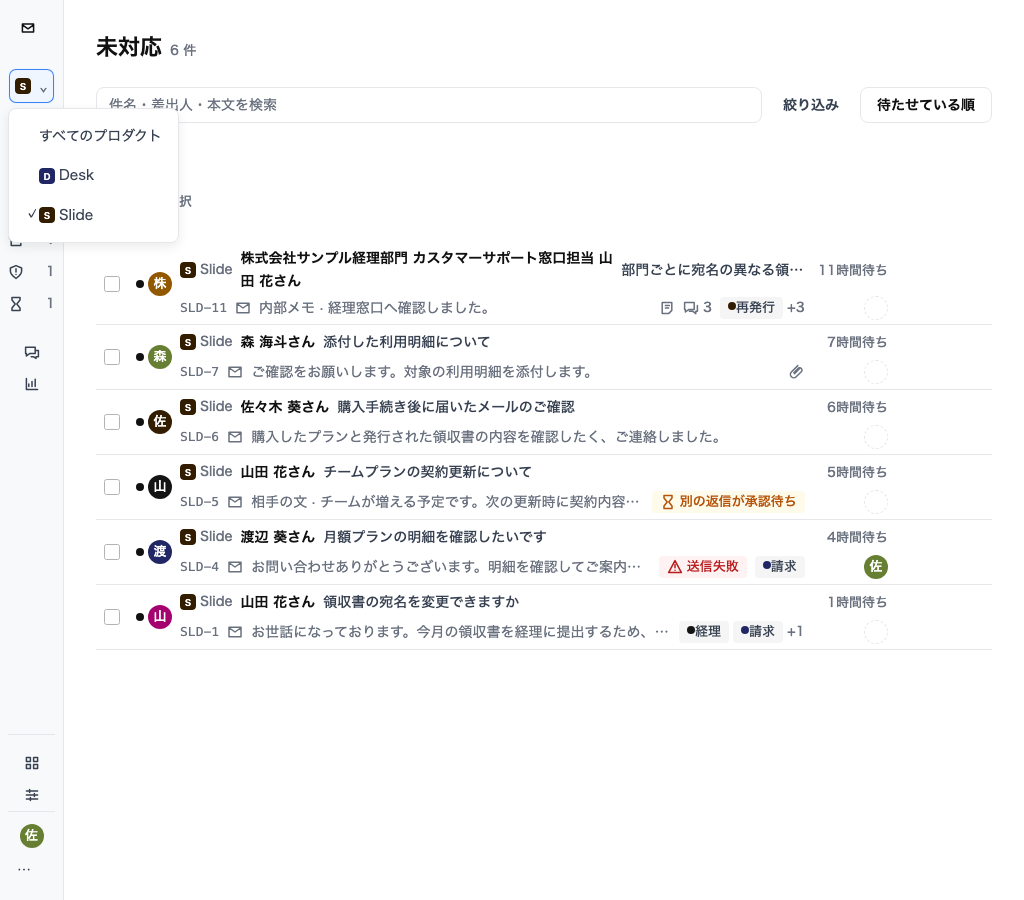 未対応 6 件
S
件名・差出人・本文を検索
絞り込み
待たせている順
すべてのプロダクト
D Desk
✓ S Slide
択
1
1
S Slide 株式会社サンプル経理部門 カスタマーサポート窓口担当 山
田 花さん
部門ごとに宛名の異なる領…
11時間待ち
株
SLD-11 内部メモ · 経理窓口へ確認しました。
3
再発行
+3
S Slide 森 海斗さん 添付した利用明細について
7時間待ち
森
SLD-7 ご確認をお願いします。対象の利用明細を添付します。
S Slide 佐々木 葵さん 購入手続き後に届いたメールのご確認
6時間待ち
佐
SLD-6 購入したプランと発行された領収書の内容を確認したく、ご連絡しました。
S Slide 山田 花さん チームプランの契約更新について
5時間待ち
山
SLD-5 相手の文 · チームが増える予定です。次の更新時に契約内容…
別の返信が承認待ち
S Slide 渡辺 葵さん 月額プランの明細を確認したいです
4時間待ち
渡
SLD-4 お問い合わせありがとうございます。明細を確認してご案内…
送信失敗
請求
佐
S Slide 山田 花さん 領収書の宛名を変更できますか
1時間待ち
山
SLD-1 お世話になっております。今月の領収書を経理に提出するため、…
経理
請求
+1
佐
…